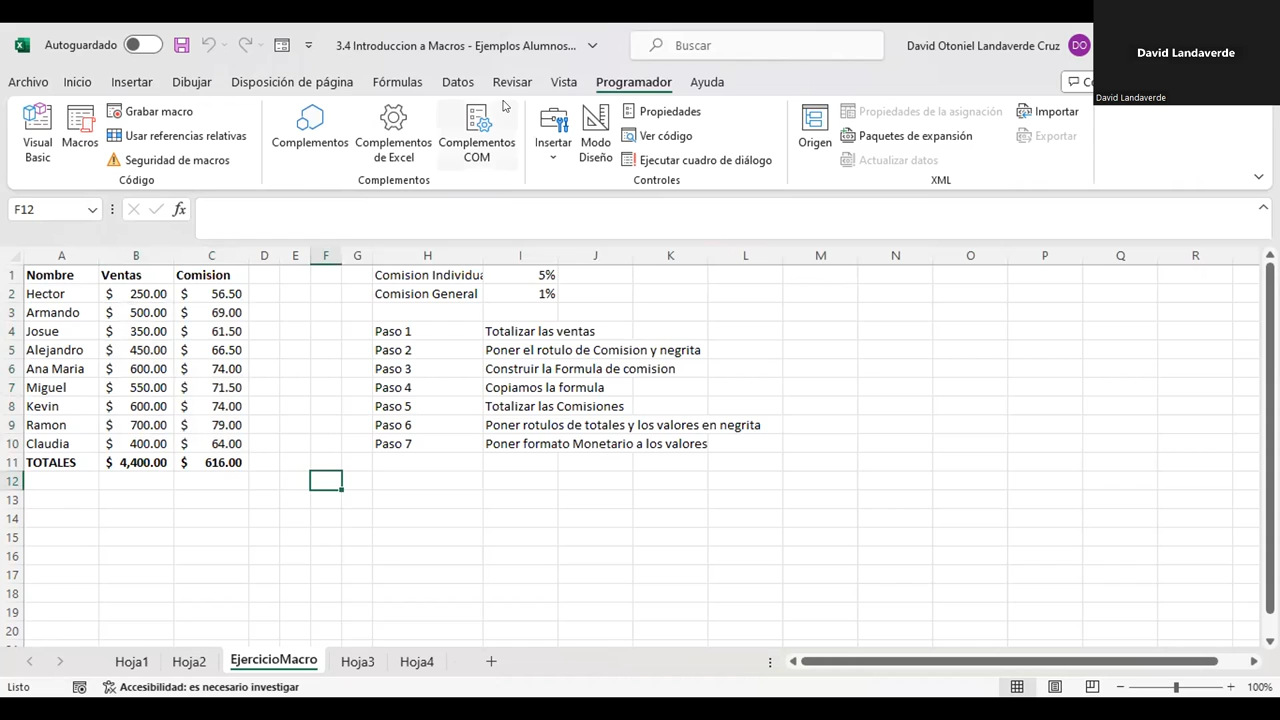 Autoguardado 3.4 Introduccion a Macros - Ejemplos Alumnos... Buscar David Otoniel Landaverde Cruz DO
David Landaverde
David Landaverde
Archivo Inicio Insertar Dibujar Disposición de página Fórmulas Datos Revisar Vista Programador Ayuda
Visual Basic
Macros
Grabar macro
Usar referencias relativas
Seguridad de macros
Código
Complementos
Complementos de Excel
Complementos COM
Complementos
Insertar
Modo Diseño
Propiedades
Ver código
Ejecutar cuadro de diálogo
Controles
Origen
Propiedades de la asignación
Paquetes de expansión
Actualizar datos
Importar
Exportar
XML
F12 fx
A B C D E F G H I J K L M N O P Q R
1 Nombre Ventas Comision Comision Individua 5%
2 Hector $ 250.00 $ 56.50 Comision General 1%
3 Armando $ 500.00 $ 69.00
4 Josue $ 350.00 $ 61.50 Paso 1 Totalizar las ventas
5 Alejandro $ 450.00 $ 66.50 Paso 2 Poner el rotulo de Comision y negrita
6 Ana Maria $ 600.00 $ 74.00 Paso 3 Construir la Formula de comision
7 Miguel $ 550.00 $ 71.50 Paso 4 Copiamos la formula
8 Kevin $ 600.00 $ 74.00 Paso 5 Totalizar las Comisiones
9 Ramon $ 700.00 $ 79.00 Paso 6 Poner rotulos de totales y los valores en negrita
10 Claudia $ 400.00 $ 64.00 Paso 7 Poner formato Monetario a los valores
11 TOTALES $ 4,400.00 $ 616.00
12
13
14
15
16
17
18
19
20
Hoja1 Hoja2 EjercicioMacro Hoja3 Hoja4
Listo Accesibilidad: es necesario investigar 100%